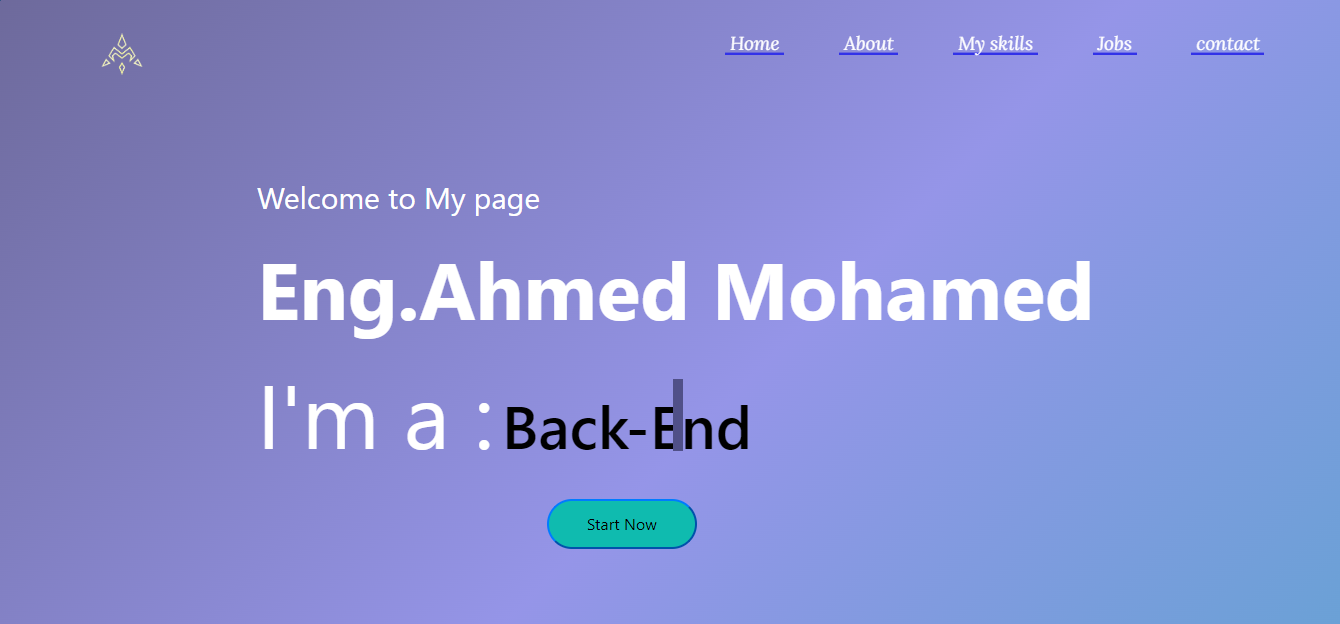 Home About My skills Jobs contact
Welcome to My page
Eng.Ahmed Mohamed
I'm a : Back-End
Start Now